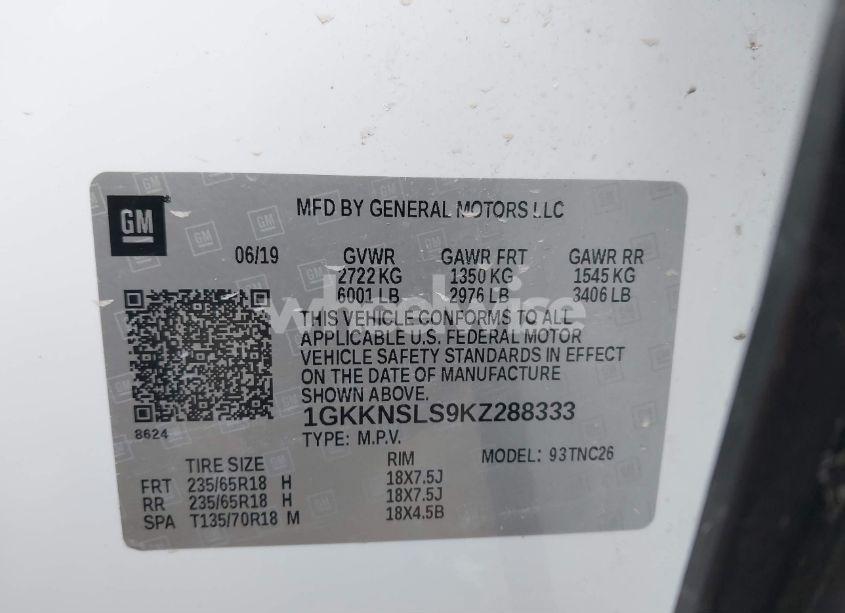 GM
MFD BY GENERAL MOTORS LLC
06/19 GVWR GAWR FRT GAWR RR
2722 KG 1350 KG 1545 KG
6001 LB 2976 LB 3406 LB
THIS VEHICLE CONFORMS TO ALL
APPLICABLE U.S. FEDERAL MOTOR
VEHICLE SAFETY STANDARDS IN EFFECT
ON THE DATE OF MANUFACTURE
SHOWN ABOVE.
1GKKNSLS9KZ288333
8624
TYPE: M.P.V.
TIRE SIZE RIM MODEL: 93TNC26
FRT 235/65R18 H 18X7.5J
RR 235/65R18 H 18X7.5J
SPA T135/70R18 M 18X4.5B